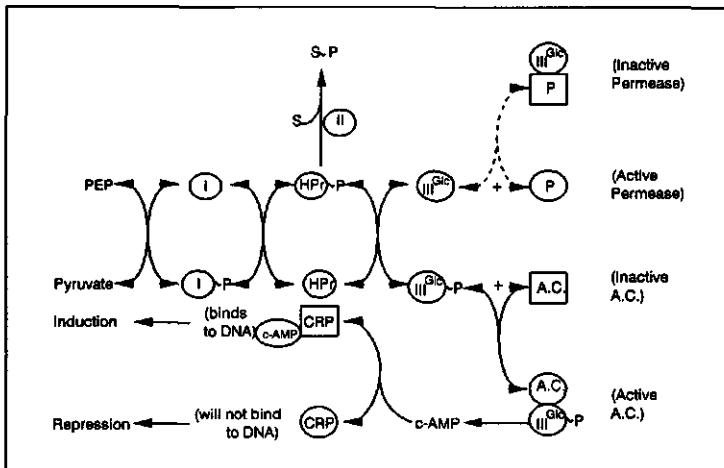 S~P
III Glc
(Inactive
P
Permease)
S
II
PEP
I
HPr~P
III Glc
+
P
(Active
Permease)
Pyruvate
I~P
HPr
III Glc~P
+
A.C.
(Inactive
A.C.)
Induction
(binds
to DNA)
c-AMP
CRP
A.C.
(Active
A.C.)
Repression
(will not bind
to DNA)
CRP
c-AMP
III Glc~P